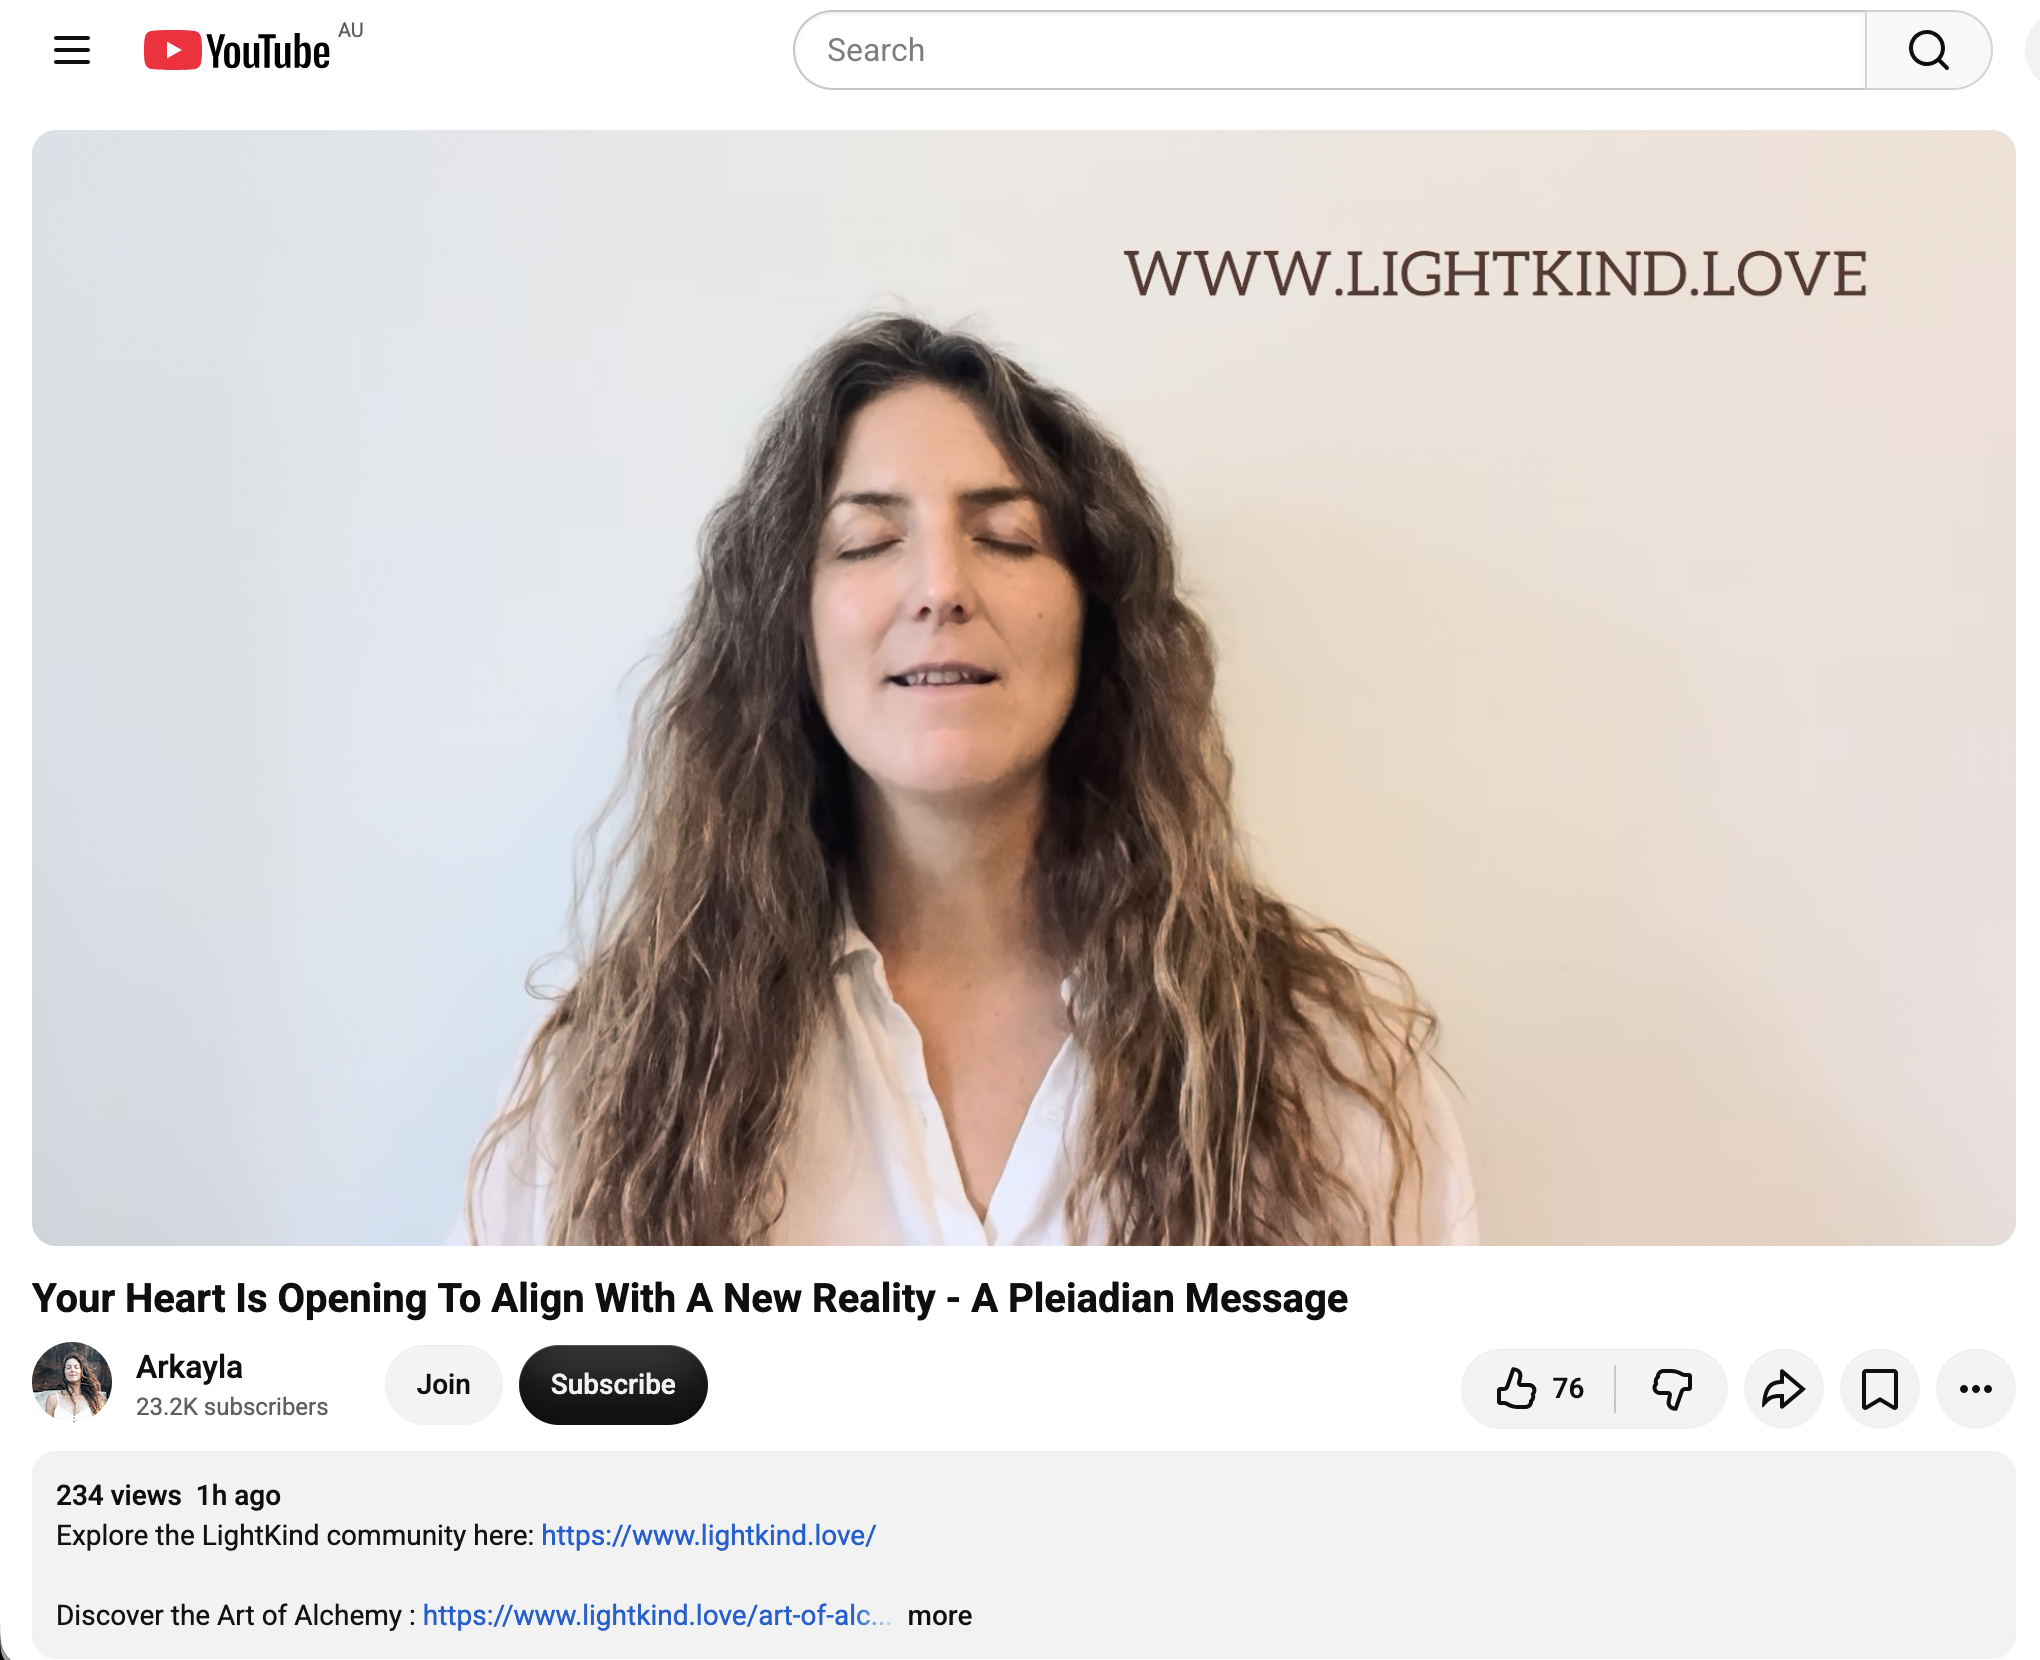 YouTube AU
Search
WWW.LIGHTKIND.LOVE
Your Heart Is Opening To Align With A New Reality - A Pleiadian Message
Arkayla
23.2K subscribers
Join
Subscribe
76
234 views 1h ago
Explore the LightKind community here: https://www.lightkind.love/
Discover the Art of Alchemy : https://www.lightkind.love/art-of-alc... more